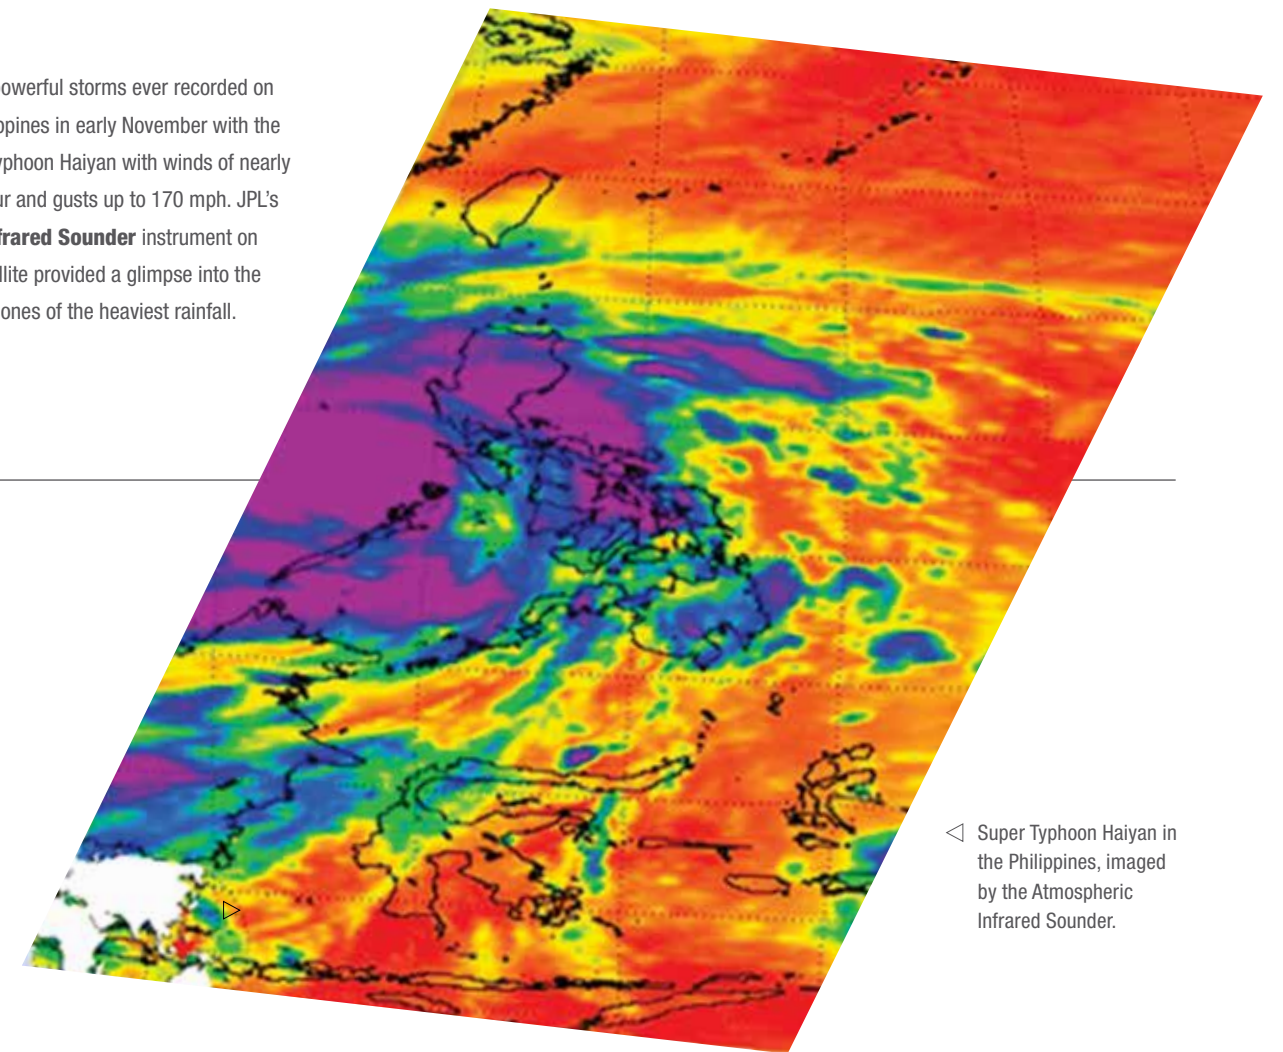 powerful storms ever recorded on
ppines in early November with the
yphoon Haiyan with winds of nearly
ur and gusts up to 170 mph. JPL’s
frared Sounder instrument on
llite provided a glimpse into the
ones of the heaviest rainfall.
Super Typhoon Haiyan in
the Philippines, imaged
by the Atmospheric
Infrared Sounder.